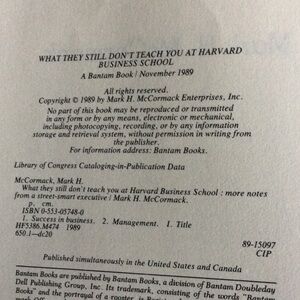 WHAT THEY STILL DON'T TEACH YOU AT HARVARD
BUSINESS SCHOOL
A Bantam Book / November 1989
All rights reserved.
Copyright © 1989 by Mark H. McCormack Enterprises, Inc.
No part of this book may be reproduced or transmitted
in any form or by any means, electronic or mechanical,
including photocopying, recording, or by any information
storage and retrieval system, without permission in writing from
the publisher.
For information address: Bantam Books.
Library of Congress Cataloging-in-Publication Data
McCormack, Mark H.
What they still don't teach you at Harvard Business School : more notes
from a street-smart executive / Mark H. McCormack.
p. cm.
ISBN 0-553-05748-0
1. Success in business. 2. Management. I. Title
HF5386.M474 1989
650.1—dc20
89-15097
CIP
Published simultaneously in the United States and Canada
Bantam Books are published by Bantam Books, a division of Bantam Doubleday
Dell Publishing Group, Inc. Its trademark, consisting of the words "Bantam
Books" and the portrayal of a rooster, is